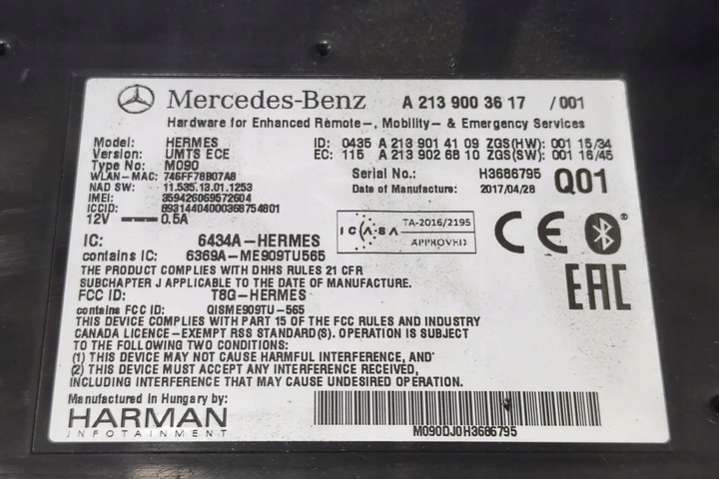 Mercedes-Benz A 213 900 36 17 /001
Hardware for Enhanced Remote-, Mobility- & Emergency Services
Model: HERMES ID: 0435 A 213 901 41 09 ZGS(HW): 001 15/34
Version: UMTS ECE EC: 115 A 213 902 68 10 ZGS(SW): 001 16/45
Type No: M090
WLAN-MAC: 746FF78B07A8 Serial No.: H3686795 Q01
NAD SW: 11.535.13.01.1253 Date of Manufacture: 2017/04/28
IMEI: 359426069572604
ICCID: 89314404000368754801
12V 0.5A
ICASA TA-2016/2195
APPROVED
CE
EAC
IC: 6434A-HERMES
contains IC: 6369A-ME909TU565
THE PRODUCT COMPLIES WITH DHHS RULES 21 CFR
SUBCHAPTER J APPLICABLE TO THE DATE OF MANUFACTURE.
FCC ID: T8G-HERMES
contains FCC ID: QISME909TU-565
THIS DEVICE COMPLIES WITH PART 15 OF THE FCC RULES AND INDUSTRY
CANADA LICENCE-EXEMPT RSS STANDARD(S). OPERATION IS SUBJECT
TO THE FOLLOWING TWO CONDITIONS:
(1) THIS DEVICE MAY NOT CAUSE HARMFUL INTERFERENCE, AND
(2) THIS DEVICE MUST ACCEPT ANY INTERFERENCE RECEIVED,
INCLUDING INTERFERENCE THAT MAY CAUSE UNDESIRED OPERATION.
Manufactured in Hungary by:
HARMAN
INFOTAINMENT
M090DJ0H3686795